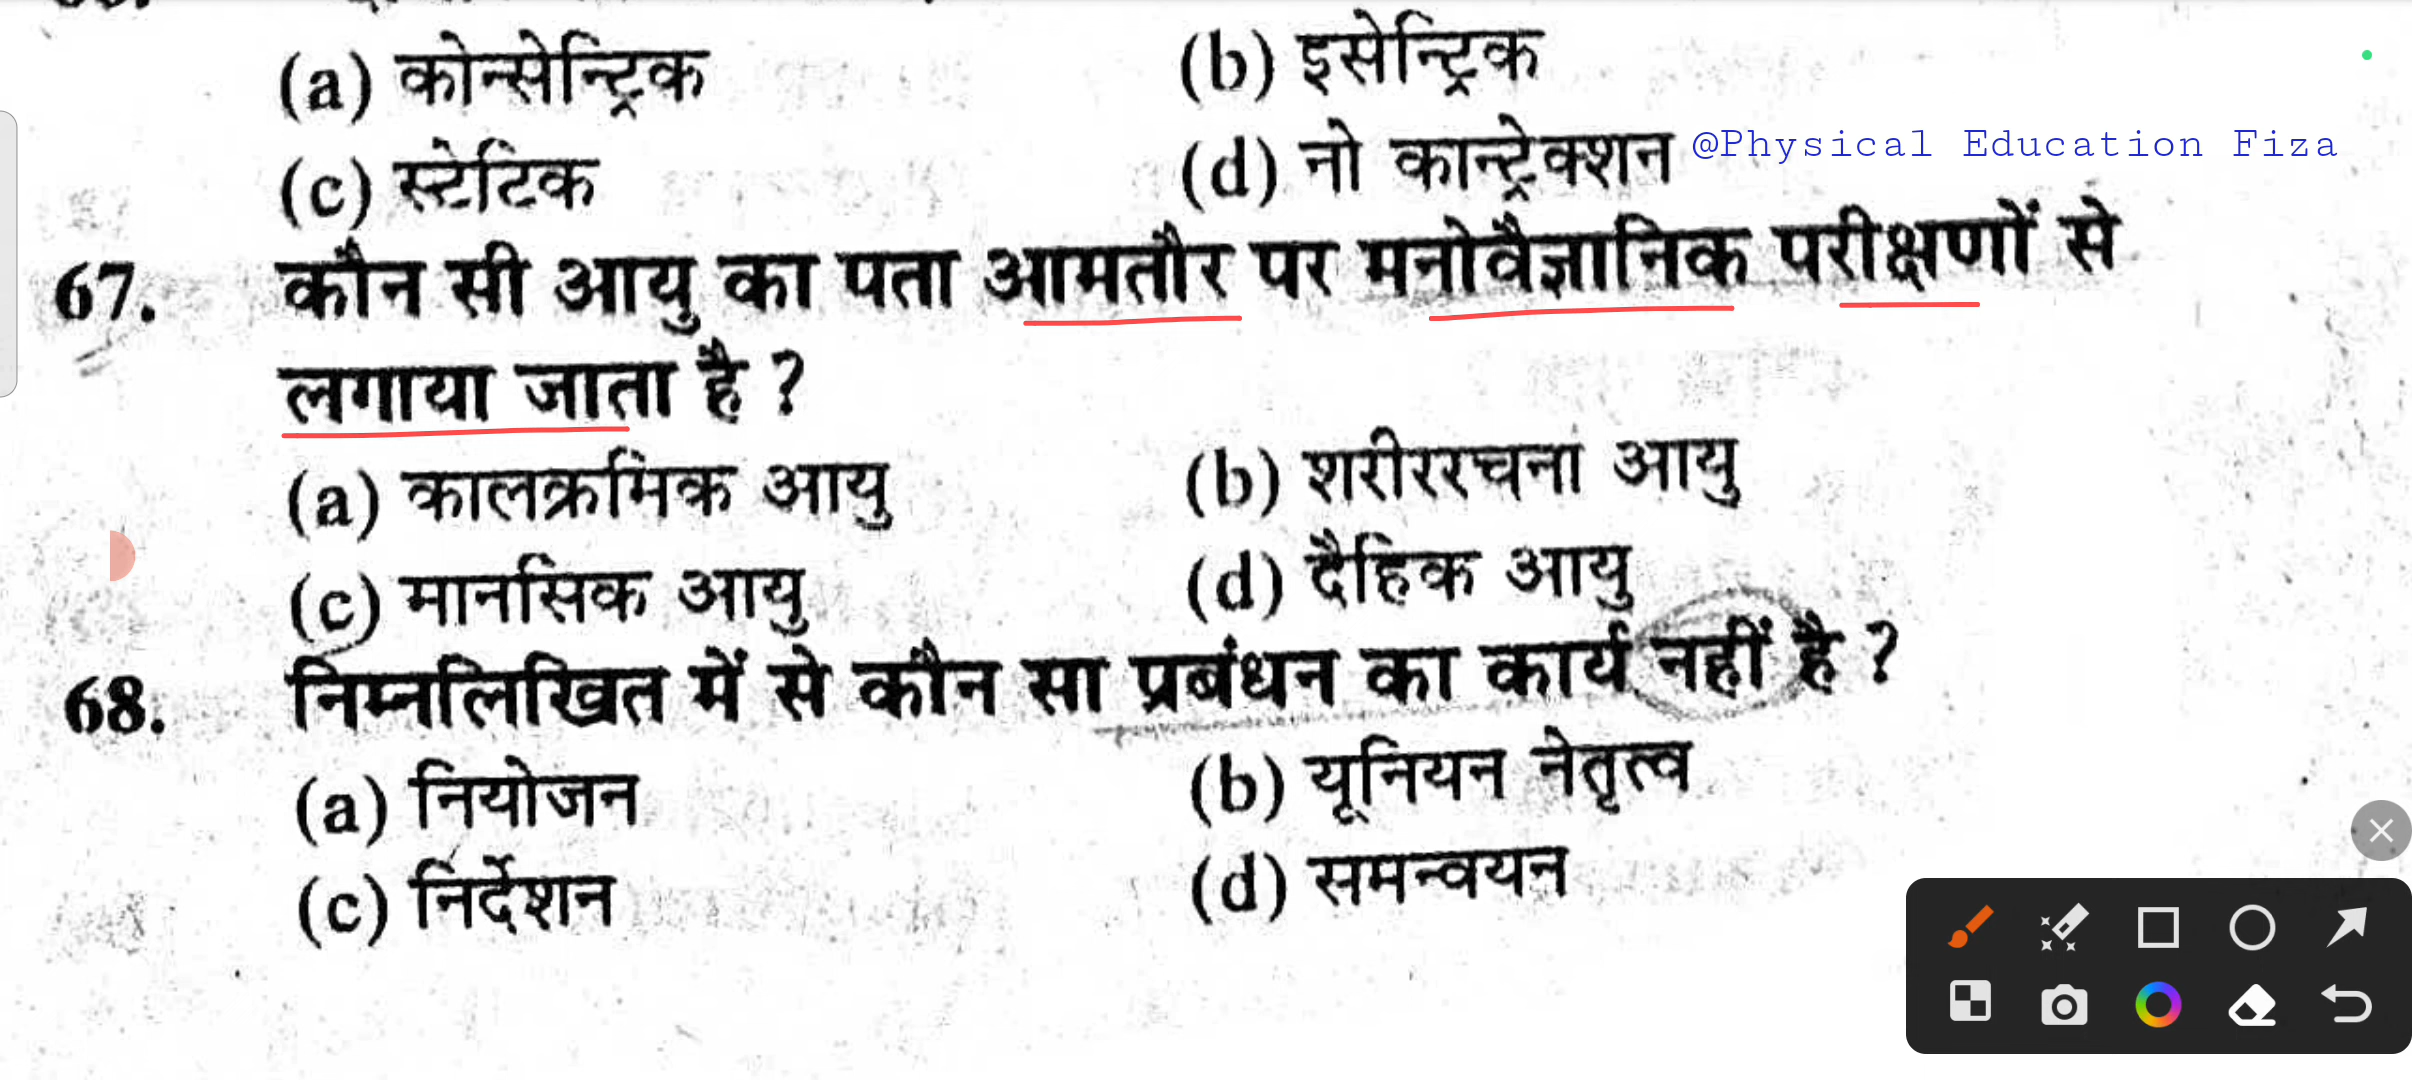 (a) कोन्सेन्ट्रिक (b) इसेन्ट्रिक
(c) स्टेटिक (d) नो कान्ट्रेक्शन @Physical Education Fiza
67. कौन सी आयु का पता आमतौर पर मनोवैज्ञानिक परीक्षणों से
लगाया जाता है ?
(a) कालक्रमिक आयु (b) शरीररचना आयु
(c) मानसिक आयु (d) दैहिक आयु
68. निम्नलिखित में से कौन सा प्रबंधन का कार्य नहीं है ?
(a) नियोजन (b) यूनियन नेतृत्व
(c) निर्देशन (d) समन्वयन